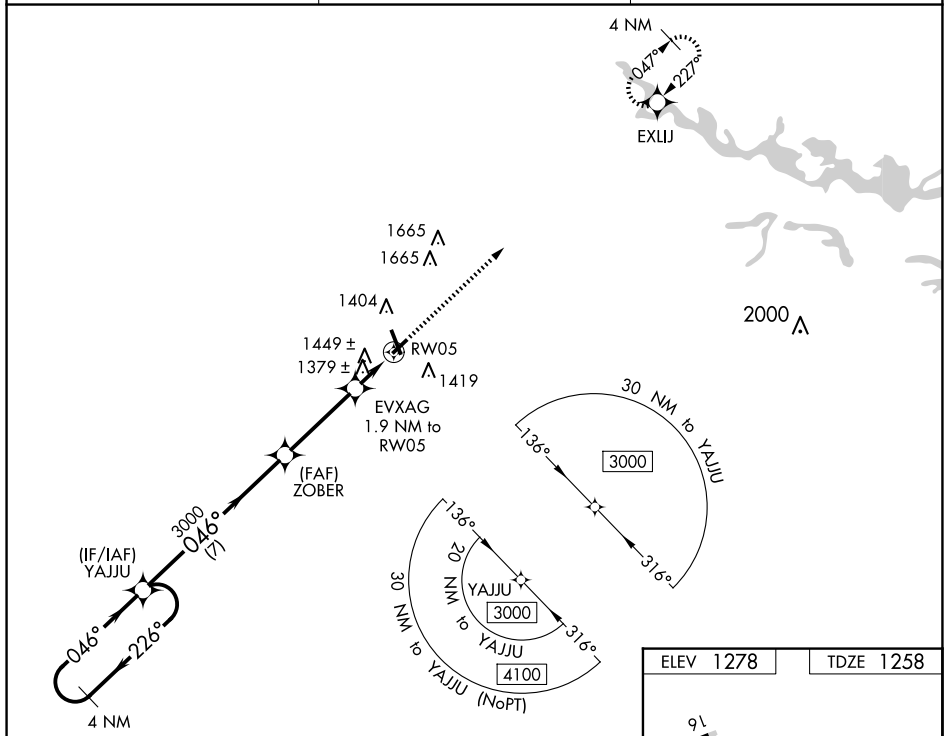 4 NM
047°
227°
EXLIJ
1665
1665
1404
2000
1449 ±
1379 ±
RW05
1419
EVXAG
1.9 NM to
RW05
(FAF)
ZOBER
3000
046°
(7)
(IF/IAF)
YAJJU
046°
226°
4 NM
30 NM to YAJJU
136°
3000
316°
136°
20 NM to YAJJU
YAJJU
3000
316°
30 NM to YAJJU (NoPT)
4100
ELEV 1278
TDZE 1258
16